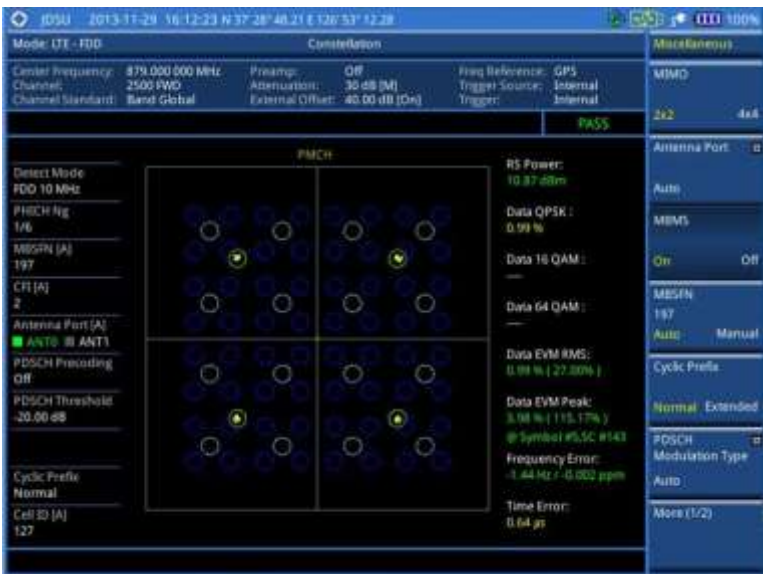 JDSU 2013-11-29 16:12:23 N 37° 28' 48.21 E 126° 53' 12.28 100%
Mode: LTE - FDD Constellation Miscellaneous
Center Frequency: 879.000 000 MHz Preamp: Off Freq Reference: GPS
Channel: 2500 FWD Attenuation: 30 dB [M] Trigger Source: Internal
Channel Standard: Band Global External Offset: 40.00 dB [On] Trigger: Internal
PASS
PMCH
Detect Mode
FDD 10 MHz
PHICH Ng
1/6
MBSFN [A]
197
CFI [A]
2
Antenna Port [A]
ANT0 ANT1
PDSCH Precoding
Off
PDSCH Threshold
-20.00 dB
Cyclic Prefix
Normal
Cell ID [A]
127
RS Power:
10.87 dBm
Data QPSK :
0.99 %
Data 16 QAM :
----
Data 64 QAM :
----
Data EVM RMS:
0.99 % ( 27.00% )
Data EVM Peak:
3.98 % ( 115.17% )
@ Symbol #5,SC #143
Frequency Error:
-1.44 Hz / -0.002 ppm
Time Error:
0.64 µs
MIMO
2x2 4x4
Antenna Port
Auto
MBMS
On Off
MBSFN
197
Auto Manual
Cyclic Prefix
Normal Extended
PDSCH
Modulation Type
Auto
More (1/2)